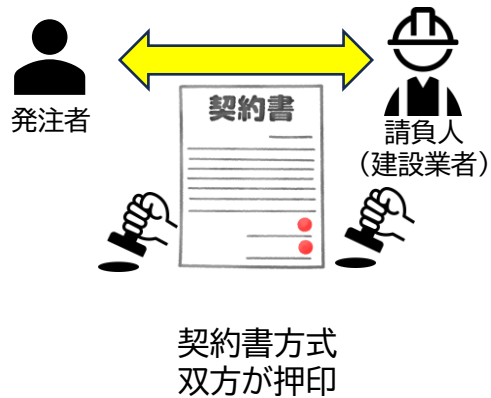 発注者
契約書
請負人
（建設業者）
契約書方式
双方が押印